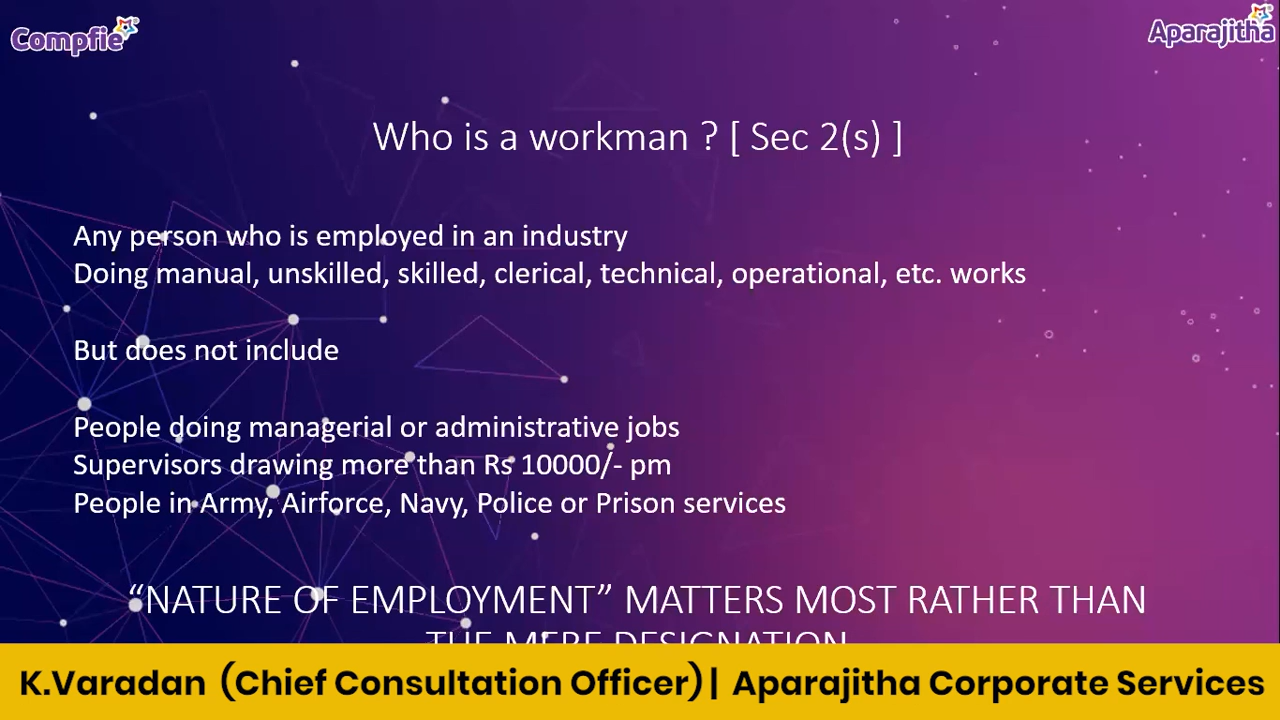 Compfie
Aparajitha
Who is a workman ? [ Sec 2(s) ]
Any person who is employed in an industry
Doing manual, unskilled, skilled, clerical, technical, operational, etc. works
But does not include
People doing managerial or administrative jobs
Supervisors drawing more than Rs 10000/- pm
People in Army, Airforce, Navy, Police or Prison services
“NATURE OF EMPLOYMENT” MATTERS MOST RATHER THAN
THE MERE DESIGNATION
K.Varadan (Chief Consultation Officer) | Aparajitha Corporate Services